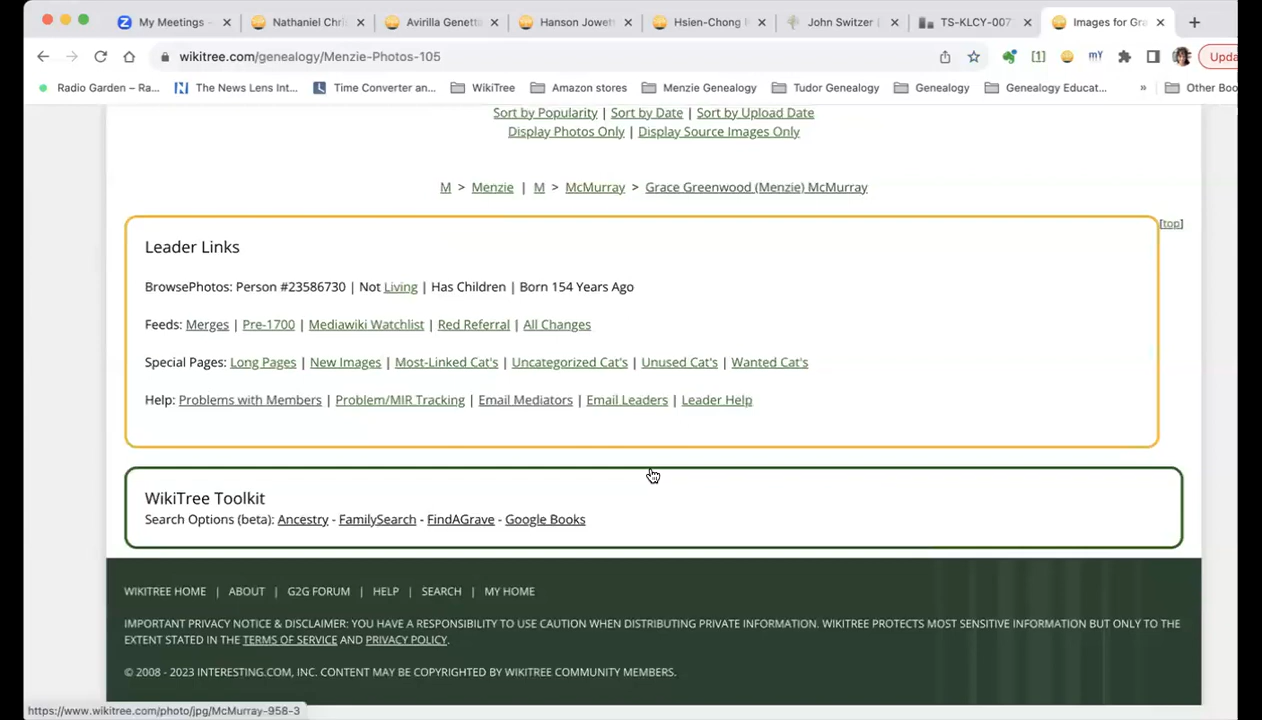 My Meetings
Nathaniel Chri
Avirilla Genett
Hanson Jowet
Hsien-Chong
John Switzer |
TS-KLCY-007
Images for Gra
wikitree.com/genealogy/Menzie-Photos-105
[1]
mY
Upda
Radio Garden – Ra...
The News Lens Int...
Time Converter an...
WikiTree
Amazon stores
Menzie Genealogy
Tudor Genealogy
Genealogy
Genealogy Educat...
»
Other Boo
Sort by Popularity | Sort by Date | Sort by Upload Date
Display Photos Only | Display Source Images Only
M > Menzie | M > McMurray > Grace Greenwood (Menzie) McMurray
[top]
Leader Links
BrowsePhotos: Person #23586730 | Not Living | Has Children | Born 154 Years Ago
Feeds: Merges | Pre-1700 | Mediawiki Watchlist | Red Referral | All Changes
Special Pages: Long Pages | New Images | Most-Linked Cat's | Uncategorized Cat's | Unused Cat's | Wanted Cat's
Help: Problems with Members | Problem/MIR Tracking | Email Mediators | Email Leaders | Leader Help
WikiTree Toolkit
Search Options (beta): Ancestry - FamilySearch - FindAGrave - Google Books
WIKITREE HOME | ABOUT | G2G FORUM | HELP | SEARCH | MY HOME
IMPORTANT PRIVACY NOTICE & DISCLAIMER: YOU HAVE A RESPONSIBILITY TO USE CAUTION WHEN DISTRIBUTING PRIVATE INFORMATION. WIKITREE PROTECTS MOST SENSITIVE INFORMATION BUT ONLY TO THE
EXTENT STATED IN THE TERMS OF SERVICE AND PRIVACY POLICY.
© 2008 - 2023 INTERESTING.COM, INC. CONTENT MAY BE COPYRIGHTED BY WIKITREE COMMUNITY MEMBERS.
https://www.wikitree.com/photo/jpg/McMurray-958-3